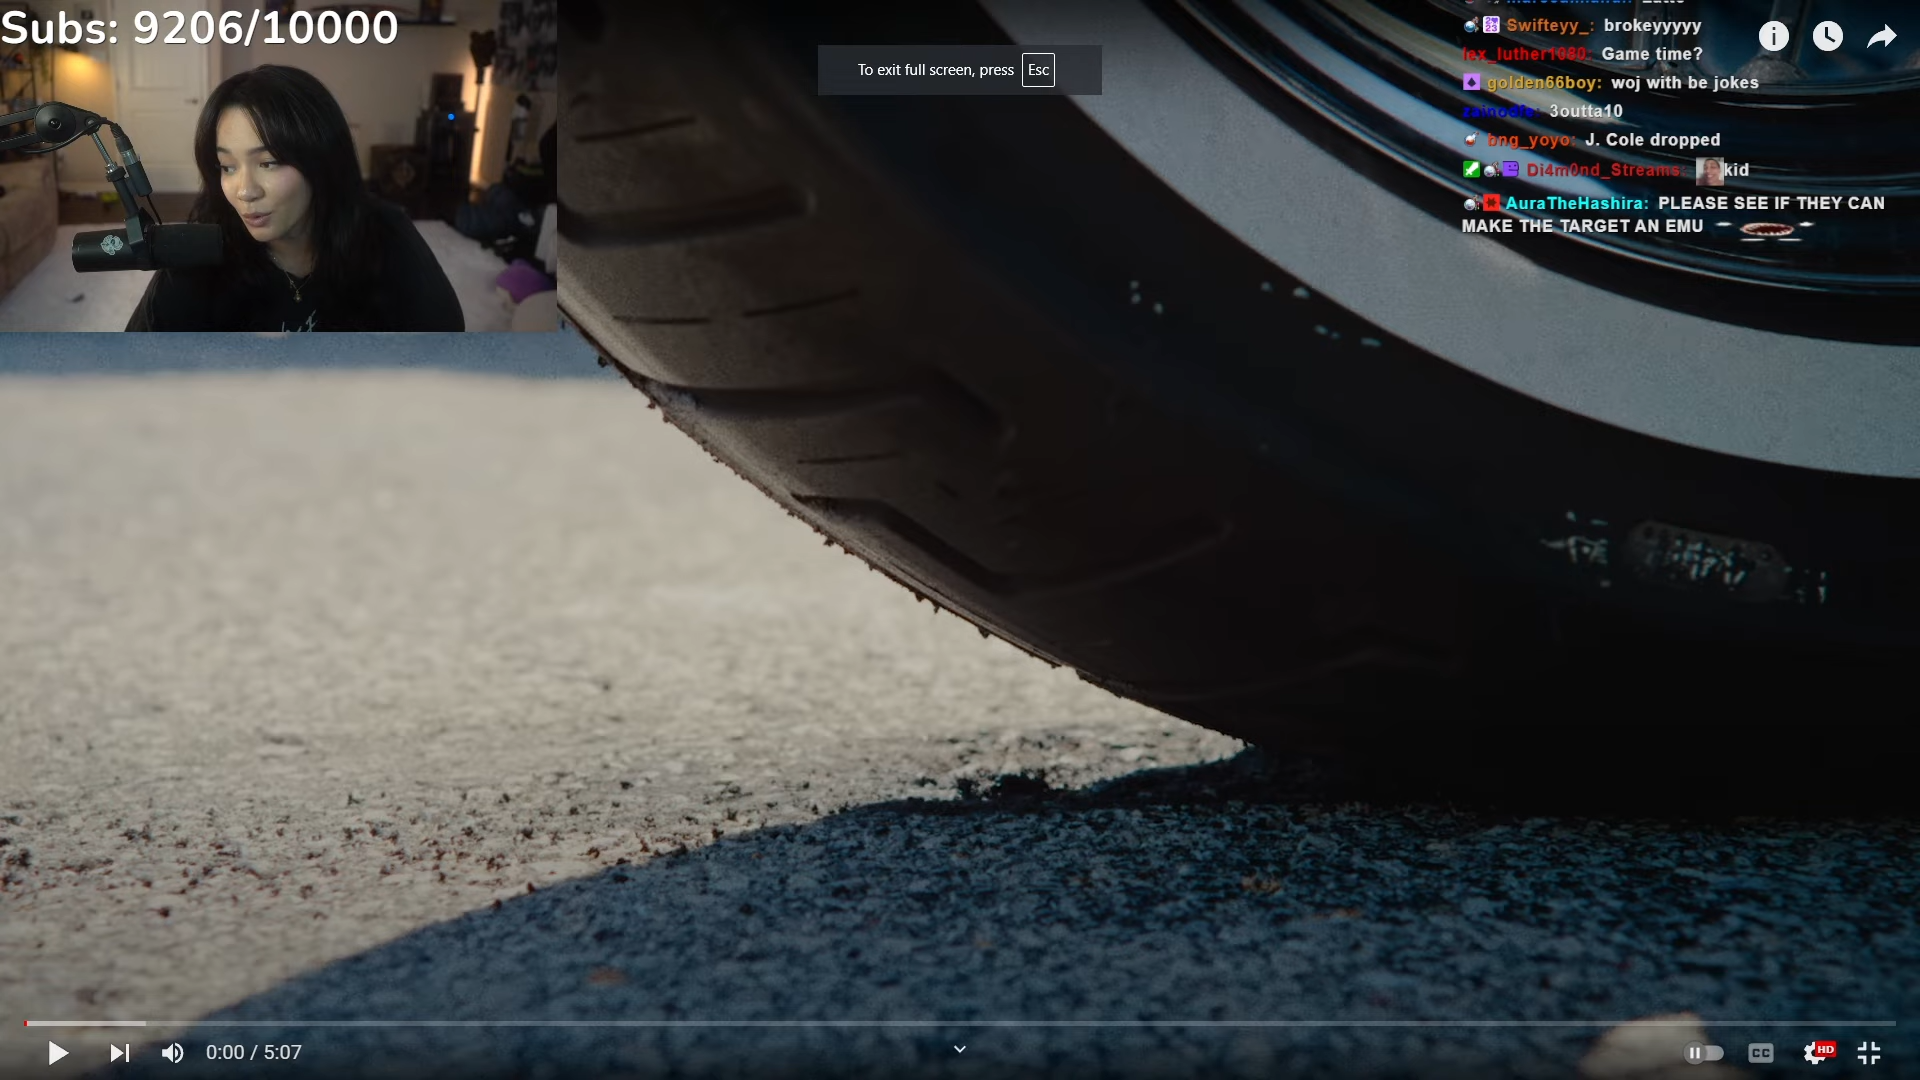 Subs: 9206/10000
To exit full screen, press Esc
Swifteyy_: brokeyyyyy
lex_luther1080: Game time?
golden66boy: woj with be jokes
3outta10
bng_yoyo: J. Cole dropped
Di4m0nd_Streams: kid
AuraTheHashira: PLEASE SEE IF THEY CAN
MAKE THE TARGET AN EMU
0:00 / 5:07
CC
HD